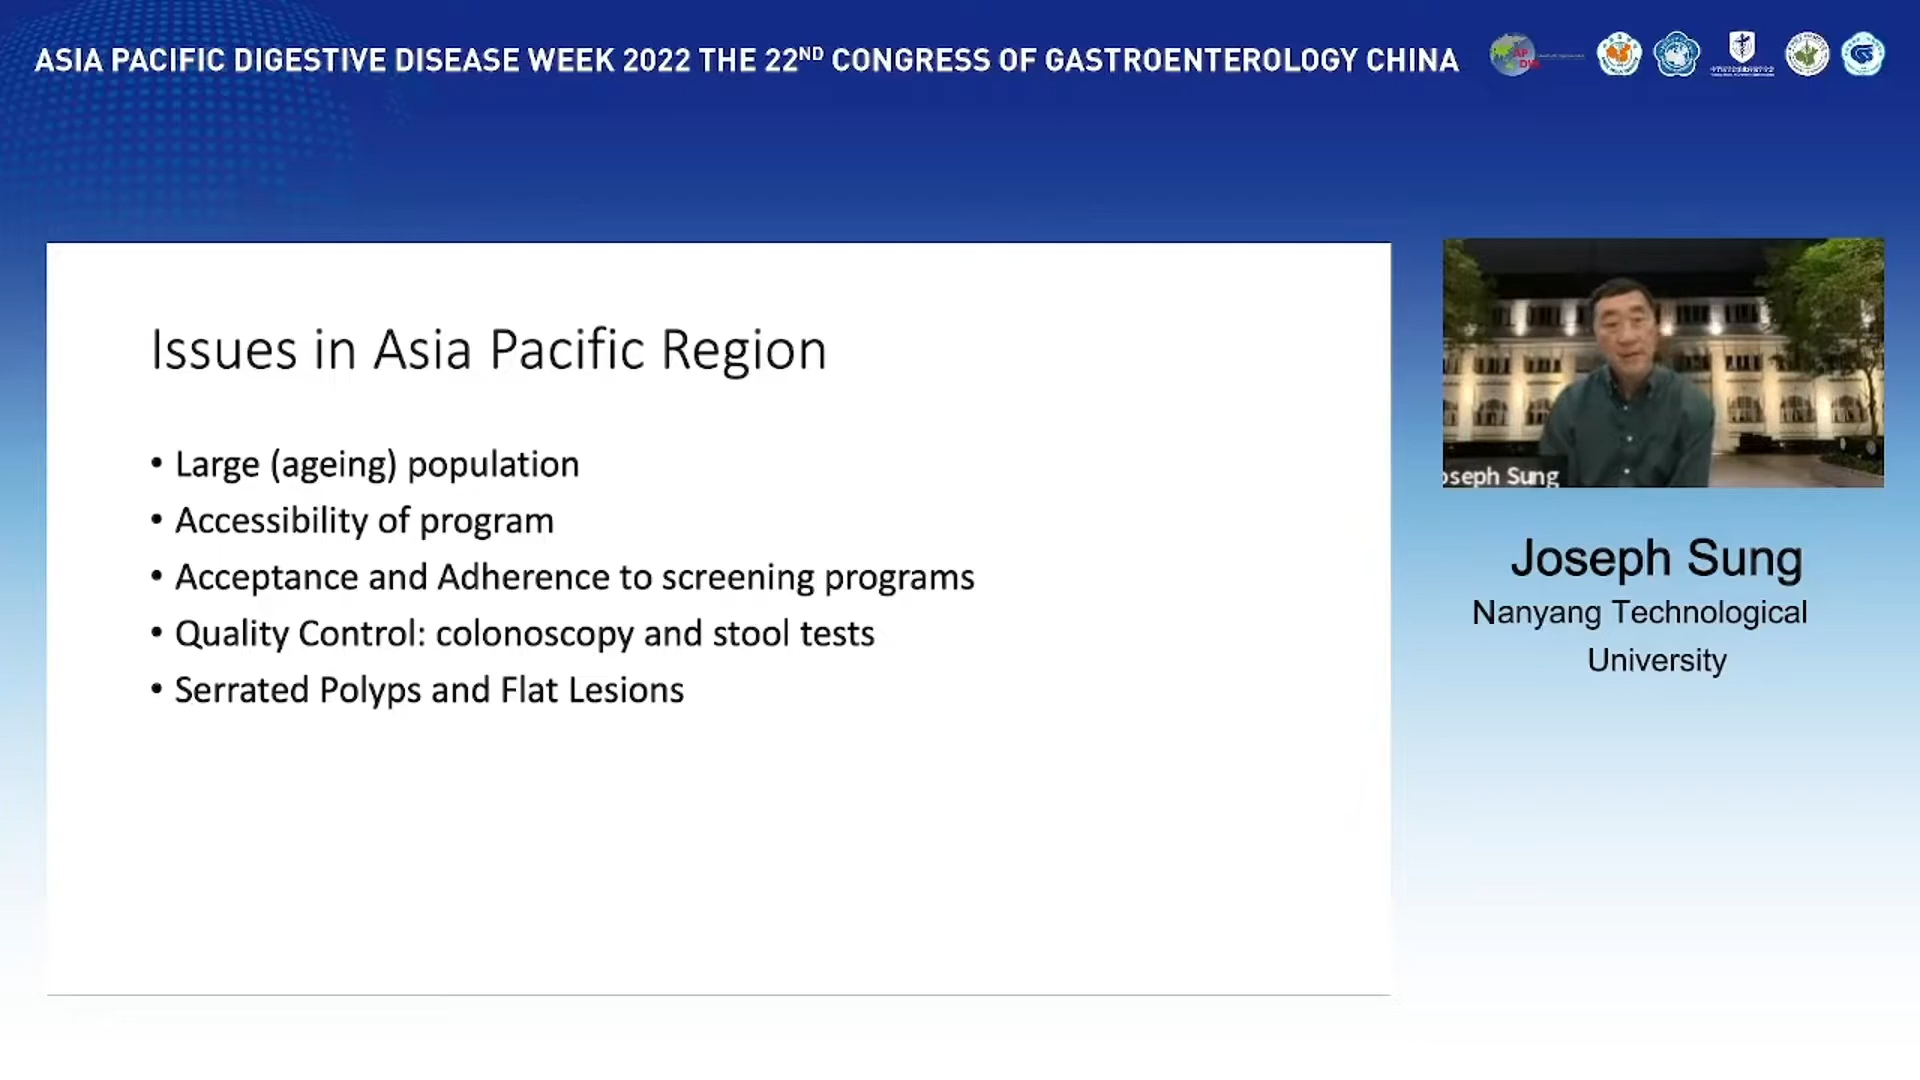 ASIA PACIFIC DIGESTIVE DISEASE WEEK 2022 THE 22ND CONGRESS OF GASTROENTEROLOGY CHINA
Issues in Asia Pacific Region
• Large (ageing) population
• Accessibility of program
• Acceptance and Adherence to screening programs
• Quality Control: colonoscopy and stool tests
• Serrated Polyps and Flat Lesions
oseph Sung
Joseph Sung
Nanyang Technological
University